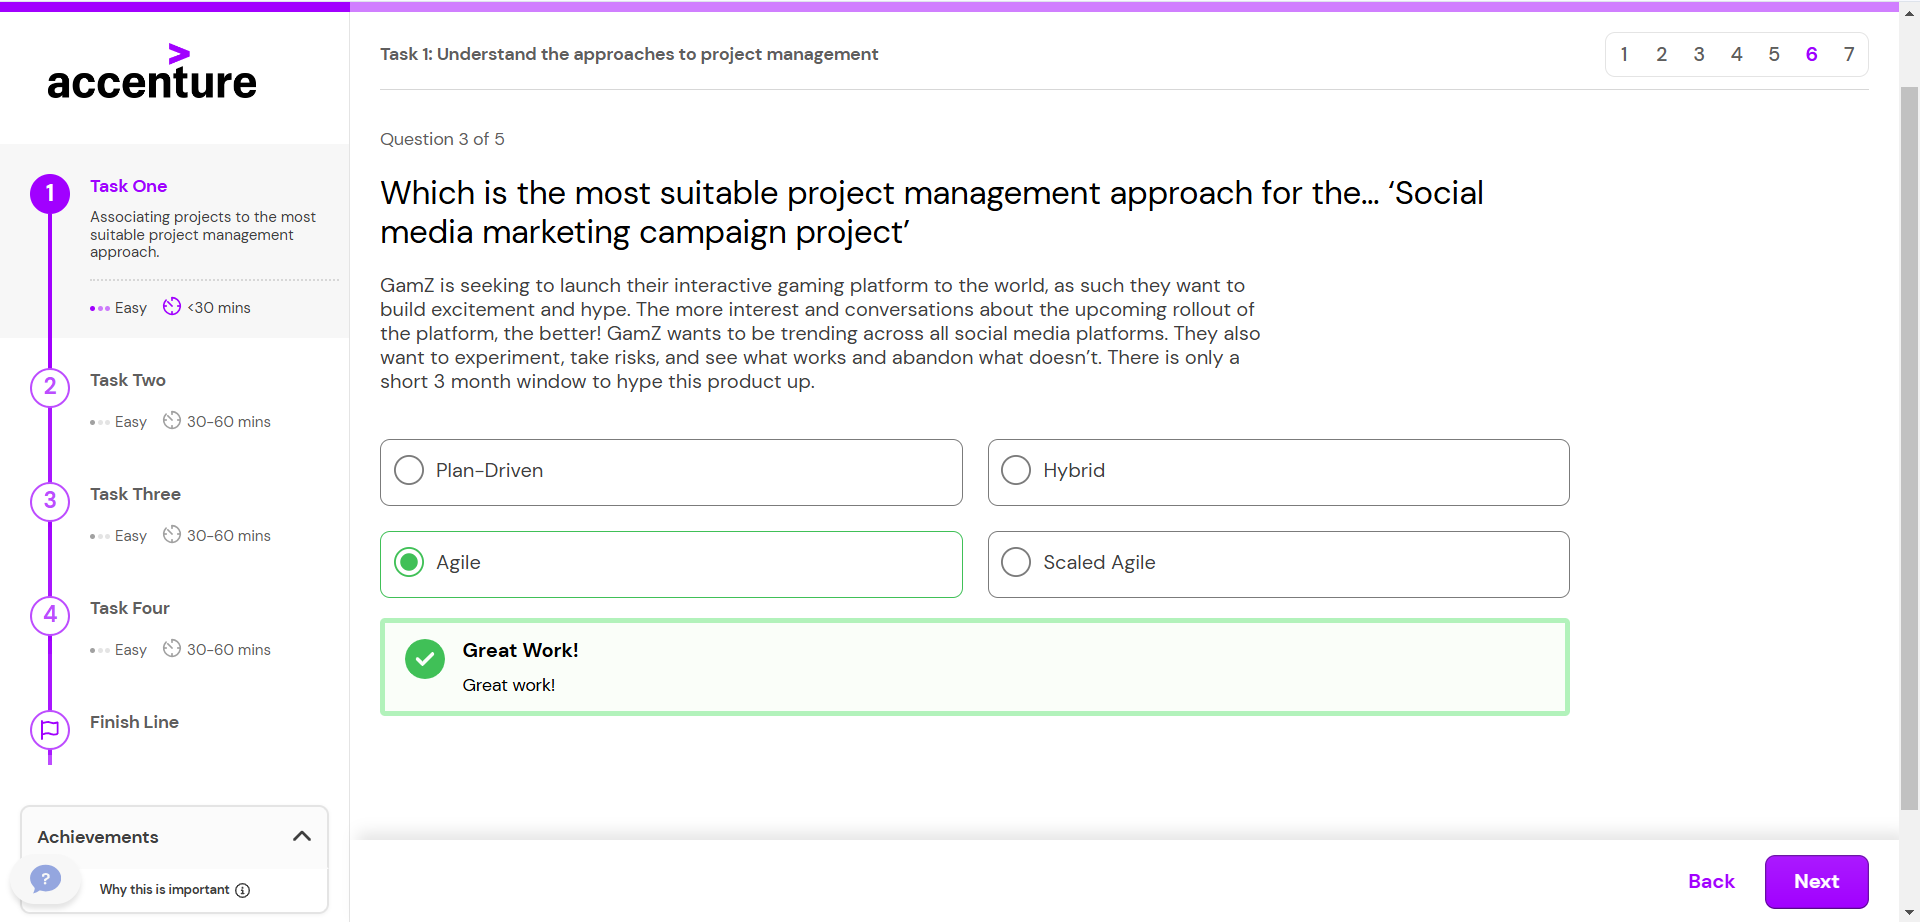 accenture
Task 1: Understand the approaches to project management
1 2 3 4 5 6 7
1
Task One
Associating projects to the most
suitable project management
approach.
Easy <30 mins
2
Task Two
Easy 30-60 mins
3
Task Three
Easy 30-60 mins
4
Task Four
Easy 30-60 mins
Finish Line
Achievements
?
Why this is important i
Question 3 of 5
Which is the most suitable project management approach for the... ‘Social
media marketing campaign project’
GamZ is seeking to launch their interactive gaming platform to the world, as such they want to
build excitement and hype. The more interest and conversations about the upcoming rollout of
the platform, the better! GamZ wants to be trending across all social media platforms. They also
want to experiment, take risks, and see what works and abandon what doesn’t. There is only a
short 3 month window to hype this product up.
Plan-Driven
Hybrid
Agile
Scaled Agile
Great Work!
Great work!
Back
Next